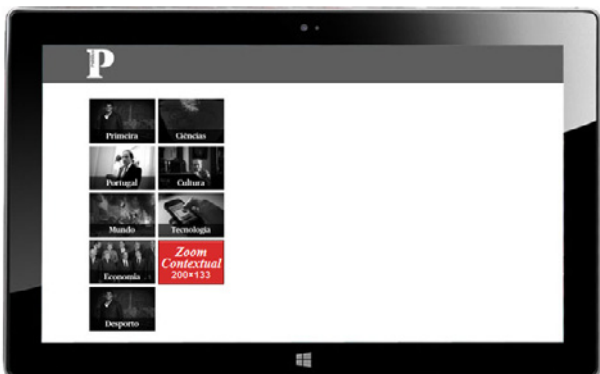 P
Primeira
Ciências
Portugal
Cultura
Mundo
Tecnologia
Economia
Zoom
Contextual
200×133
Desporto